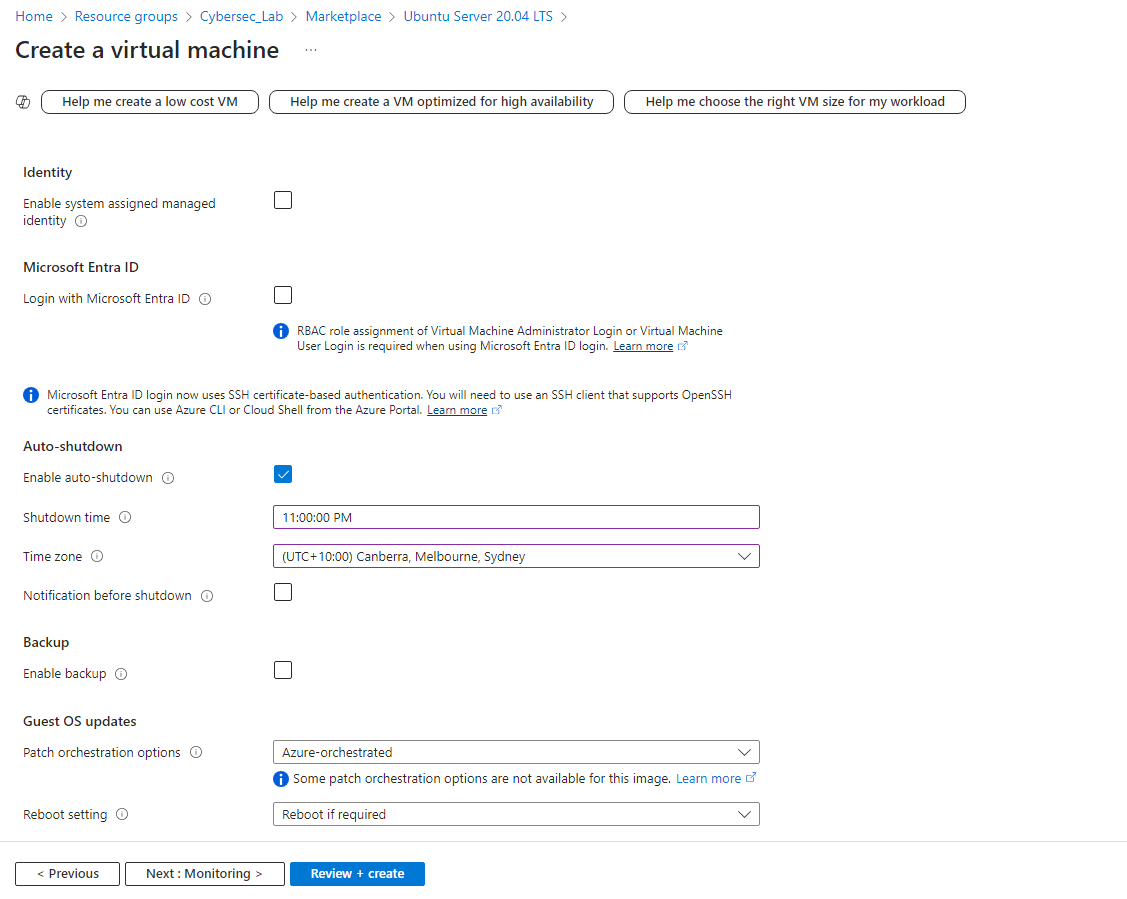 Home > Resource groups > Cybersec_Lab > Marketplace > Ubuntu Server 20.04 LTS >
Create a virtual machine ...
Help me create a low cost VM
Help me create a VM optimized for high availability
Help me choose the right VM size for my workload
Identity
Enable system assigned managed
identity
Microsoft Entra ID
Login with Microsoft Entra ID
RBAC role assignment of Virtual Machine Administrator Login or Virtual Machine
User Login is required when using Microsoft Entra ID login. Learn more
Microsoft Entra ID login now uses SSH certificate-based authentication. You will need to use an SSH client that supports OpenSSH
certificates. You can use Azure CLI or Cloud Shell from the Azure Portal. Learn more
Auto-shutdown
Enable auto-shutdown
Shutdown time
11:00:00 PM
Time zone
(UTC+10:00) Canberra, Melbourne, Sydney
Notification before shutdown
Backup
Enable backup
Guest OS updates
Patch orchestration options
Azure-orchestrated
Some patch orchestration options are not available for this image. Learn more
Reboot setting
Reboot if required
< Previous
Next : Monitoring >
Review + create